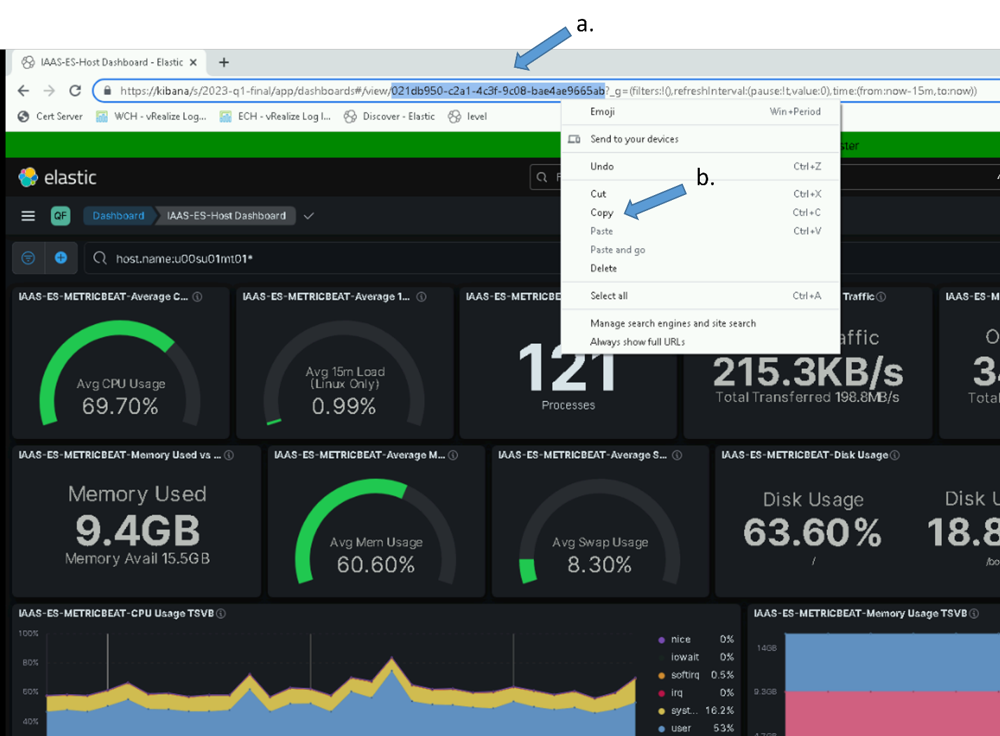 a.
IAAS-ES-Host Dashboard - Elastic
https://kibana/s/2023-q1-final/app/dashboards#/view/021db950-c2a1-4c3f-9c08-bae4ae9665ab?_g=(filters:!(),refreshInterval:(pause:!t,value:0),time:(from:now-15m,to:now))
Cert Server
WCH - vRealize Log...
ECH - vRealize Log I...
Discover - Elastic
level
Emoji Win+Period
Send to your devices
Undo Ctrl+Z
b.
Cut Ctrl+X
Copy Ctrl+C
Paste Ctrl+V
Paste and go
Delete
Select all Ctrl+A
Manage search engines and site search
Always show full URLs
elastic
QF
Dashboard
IAAS-ES-Host Dashboard
host.name:u00su01mt01*
IAAS-ES-METRICBEAT-Average C...
Avg CPU Usage
69.70%
IAAS-ES-METRICBEAT-Average 1...
Avg 15m Load
(Linux Only)
0.99%
IAAS-ES-METRICBE
121
Processes
Traffic
affic
215.3KB/s
Total Transferred 198.8MB/s
IAAS-ES-M
Total
IAAS-ES-METRICBEAT-Memory Used vs ...
Memory Used
9.4GB
Memory Avail 15.5GB
IAAS-ES-METRICBEAT-Average M...
Avg Mem Usage
60.60%
IAAS-ES-METRICBEAT-Average S...
Avg Swap Usage
8.30%
IAAS-ES-METRICBEAT-Disk Usage
Disk Usage
63.60%
/
Disk U
18.8
/bo
IAAS-ES-METRICBEAT-CPU Usage TSVB
100%
80%
60%
40%
nice 0%
iowait 0%
softirq 0.5%
irq 0%
syst... 16.2%
user 53%
IAAS-ES-METRICBEAT-Memory Usage TSVB
14GB
9.3GB